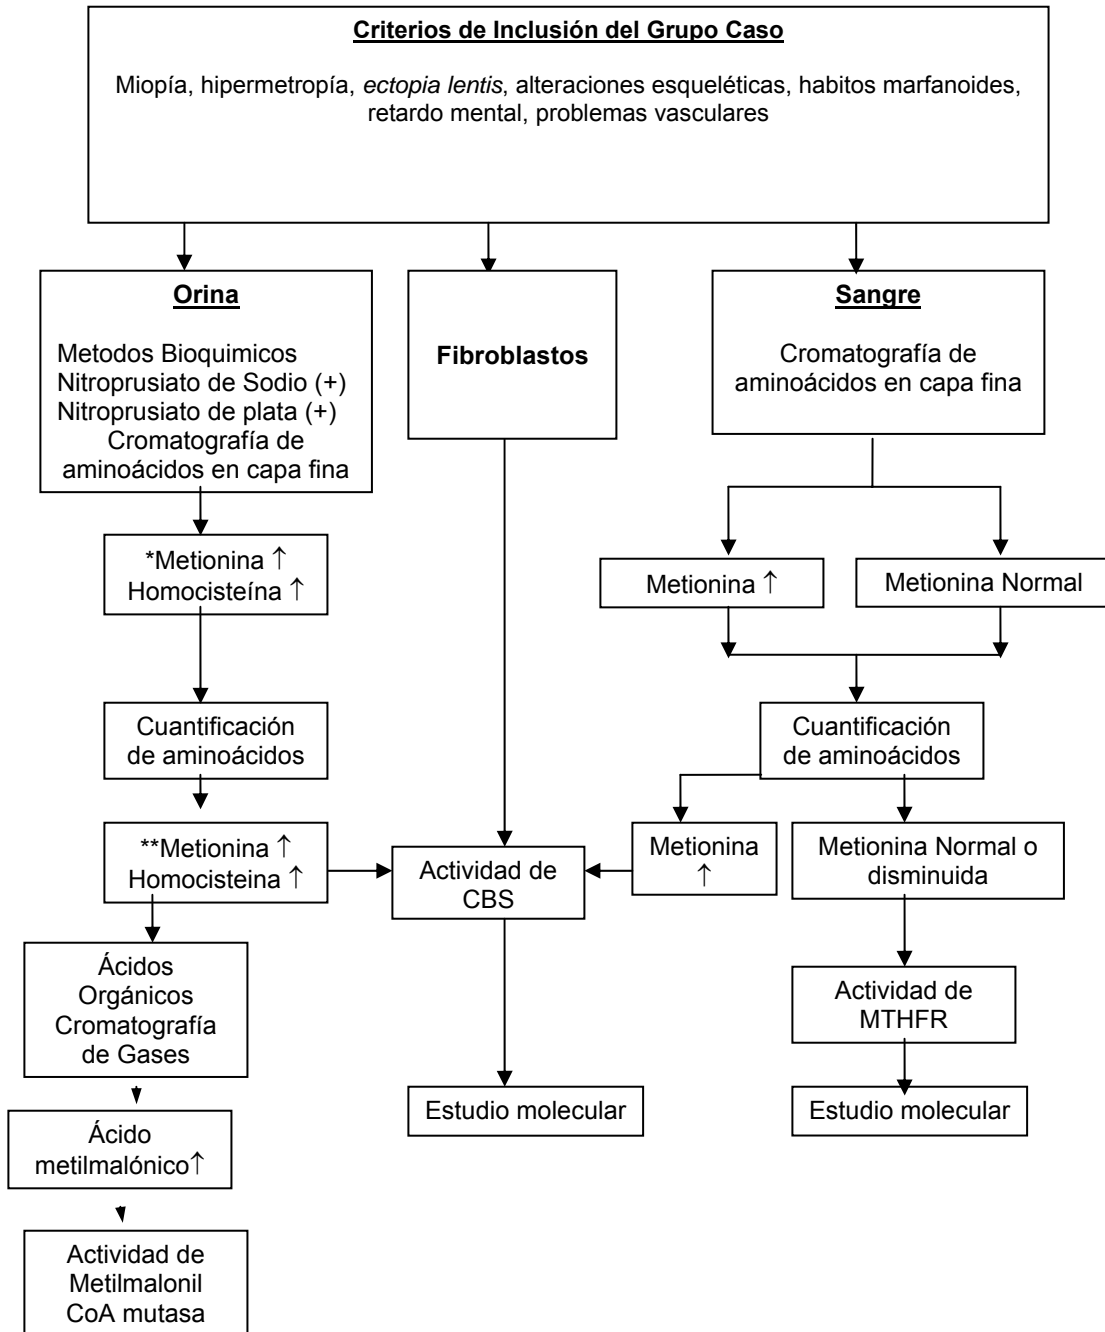 Criterios de Inclusión del Grupo Caso
Miopía, hipermetropía, ectopia lentis, alteraciones esqueléticas, habitos marfanoides,
retardo mental, problemas vasculares
Orina
Metodos Bioquimicos
Nitroprusiato de Sodio (+)
Nitroprusiato de plata (+)
Cromatografía de
aminoácidos en capa fina
Fibroblastos
Sangre
Cromatografía de
aminoácidos en capa fina
*Metionina ↑
Homocisteína ↑
Metionina ↑
Metionina Normal
Cuantificación
de aminoácidos
Cuantificación
de aminoácidos
**Metionina ↑
Homocisteina ↑
Actividad de
CBS
Metionina
↑
Metionina Normal o
disminuida
Ácidos
Orgánicos
Cromatografía
de Gases
Actividad de
MTHFR
Ácido
metilmalónico↑
Estudio molecular
Estudio molecular
Actividad de
Metilmalonil
CoA mutasa